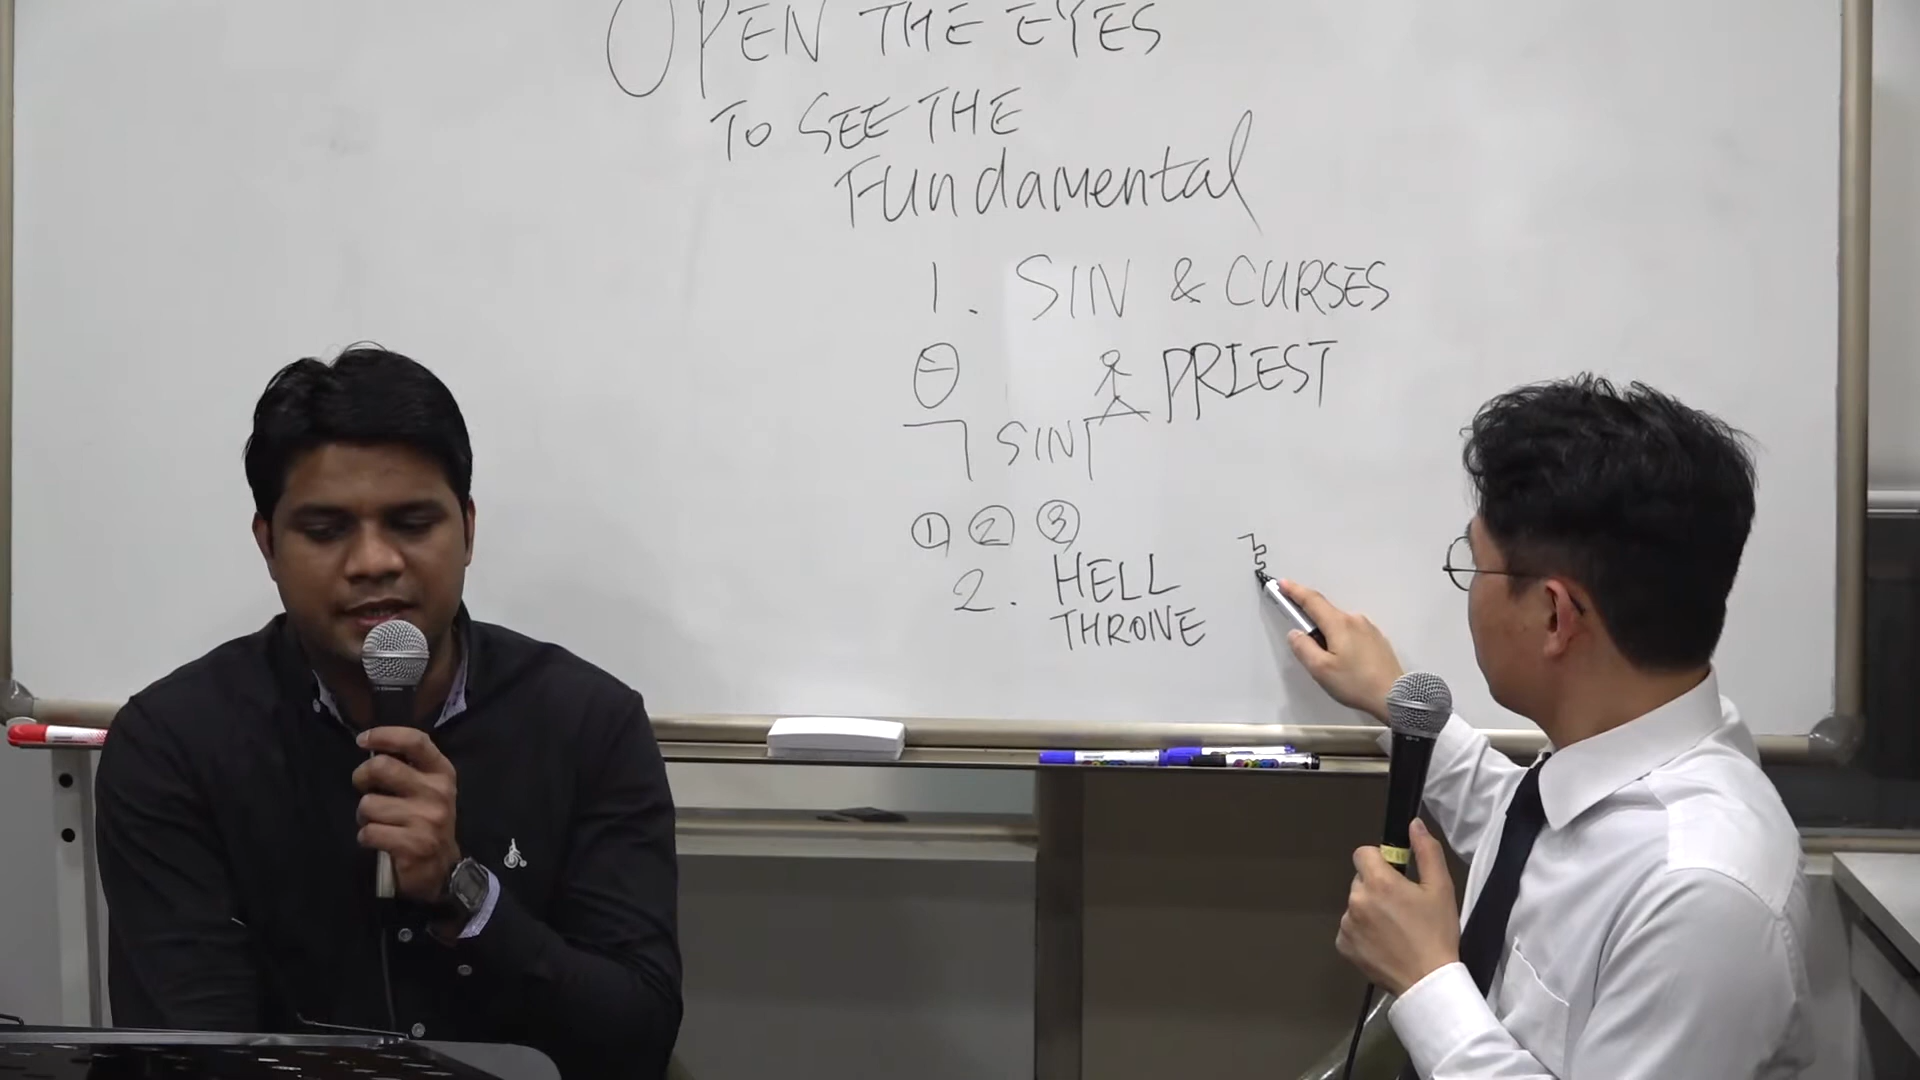 OPEN THE EYES
TO SEE THE
FUNdaMental
1. SIN & CURSES
PRIEST
SIN
① ② ③
2. HELL
THRONE